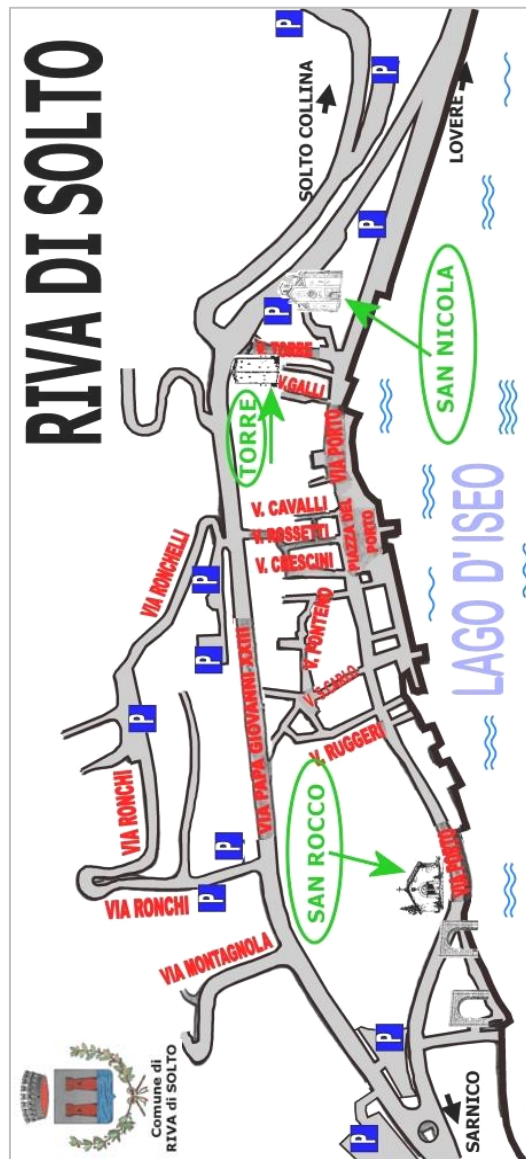 RIVA DI SOLTO
P
P
SOLTO COLLINA
LOVERE
P
P
SAN NICOLA
V. TORRE
V.GALLI
TORRE
VIA PORTO
V. CAVALLI
V. ROSSETTI
V. CRESCINI
PIAZZA DEL
PORTO
LAGO D'ISEO
VIA RONCHELLI
P
P
P
V. FONTENO
VIA PAPA GIOVANNI XXIII
V. RUGGERI
VIA RONCHI
VIA RONCHI
P
P
SAN ROCCO
VIA PORTO
VIA MONTAGNOLA
P
P
SARNICO
Comune di
RIVA di SOLTO